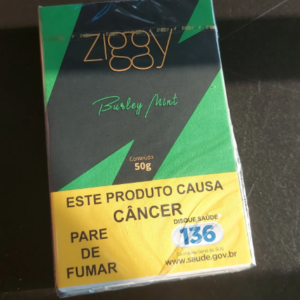 ziggy
Burley Mint
Conteúdo
50g
ESTE PRODUTO CAUSA
CÂNCER
PARE
DE
FUMAR
DISQUE SAÚDE
136
www.saude.gov.br